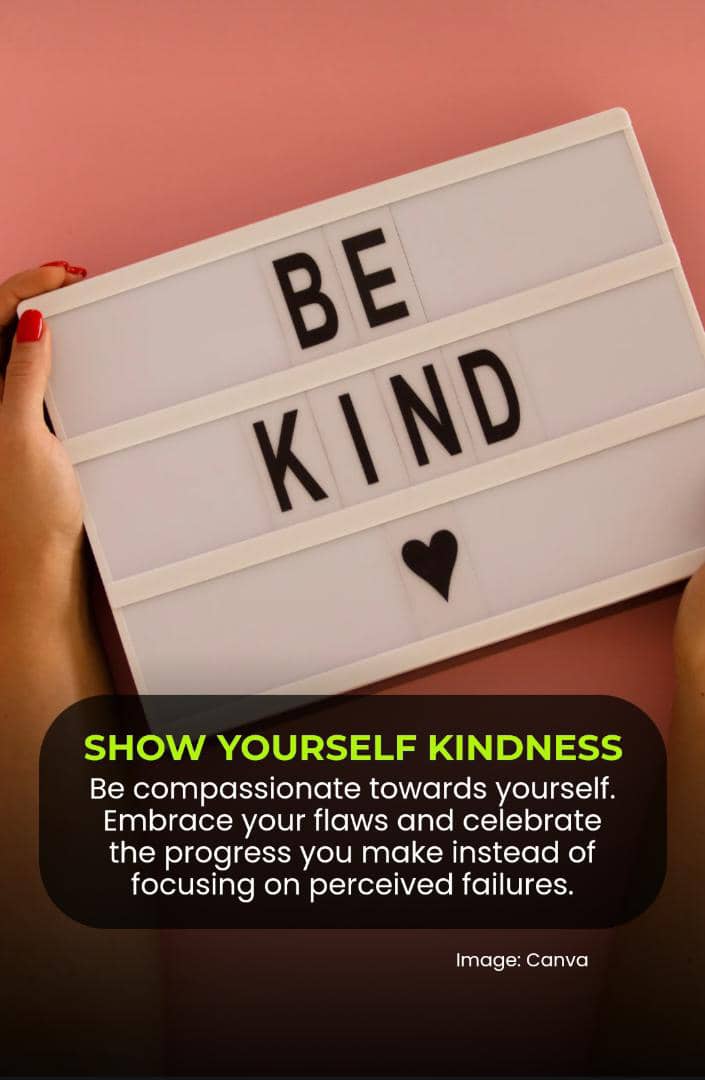 BE
KIND
SHOW YOURSELF KINDNESS
Be compassionate towards yourself.
Embrace your flaws and celebrate
the progress you make instead of
focusing on perceived failures.
Image: Canva